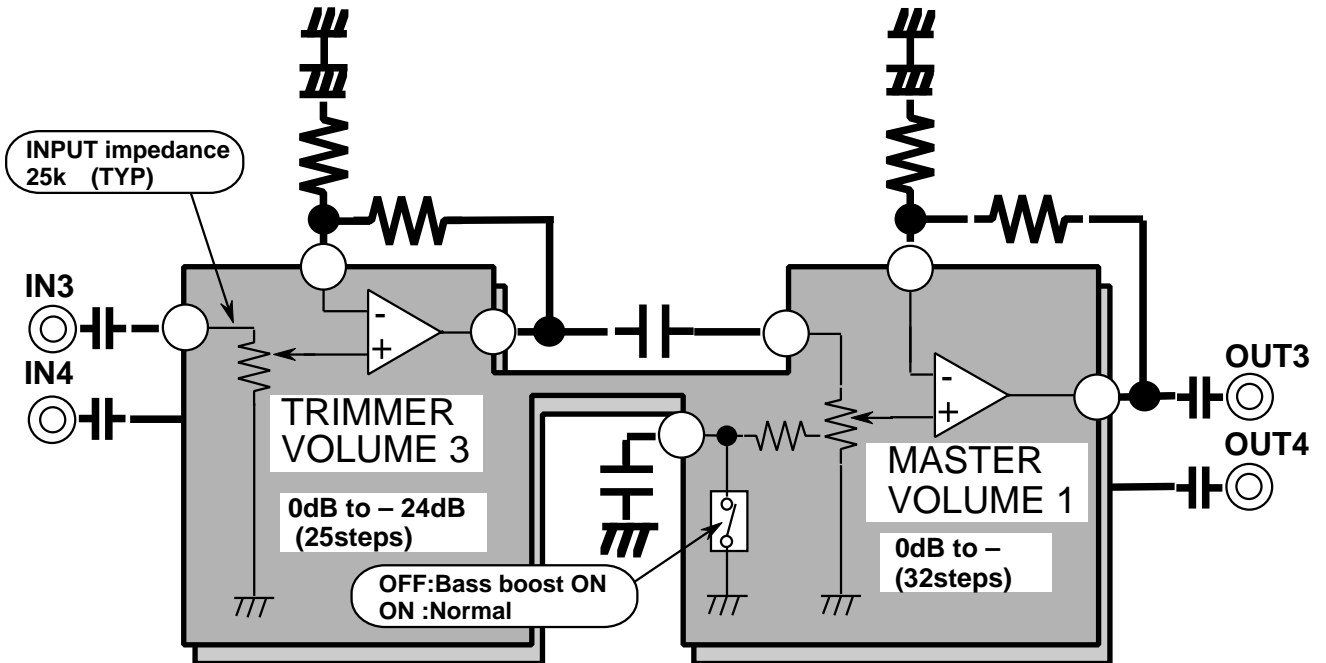 INPUT impedance
25k (TYP)
IN3
IN4
-
+
TRIMMER
VOLUME 3
0dB to – 24dB
(25steps)
OFF:Bass boost ON
ON :Normal
-
+
MASTER
VOLUME 1
0dB to –
(32steps)
OUT3
OUT4